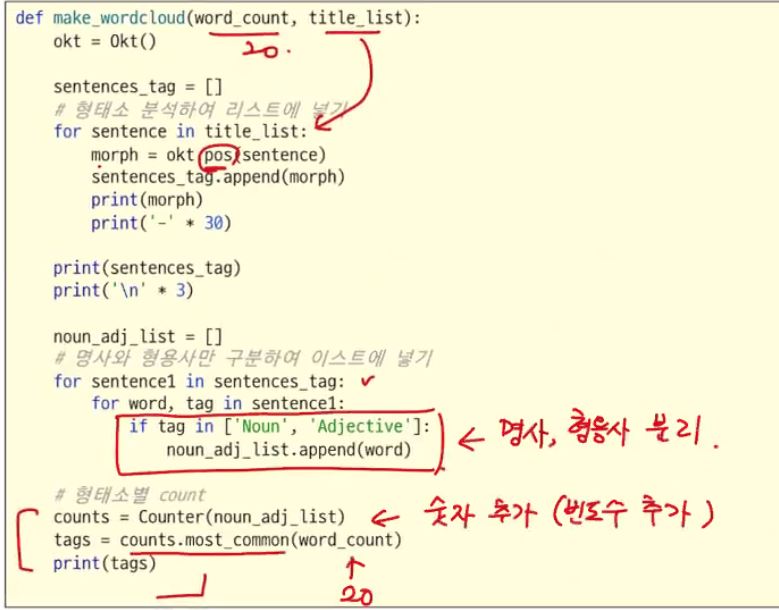 def make_wordcloud(word_count, title_list):
20.
okt = Okt()
sentences_tag = []
# 형태소 분석하여 리스트에 넣기
for sentence in title_list:
morph = okt.pos(sentence)
sentences_tag.append(morph)
print(morph)
print('-' * 30)
print(sentences_tag)
print('\n' * 3)
noun_adj_list = []
# 명사와 형용사만 구분하여 이스트에 넣기
for sentence1 in sentences_tag:
for word, tag in sentence1:
if tag in ['Noun', 'Adjective']:
noun_adj_list.append(word)
← 명사, 형용사 분리.
# 형태소별 count
counts = Counter(noun_adj_list) ← 숫자 추가 (빈도수 추가)
tags = counts.most_common(word_count)
print(tags)
20